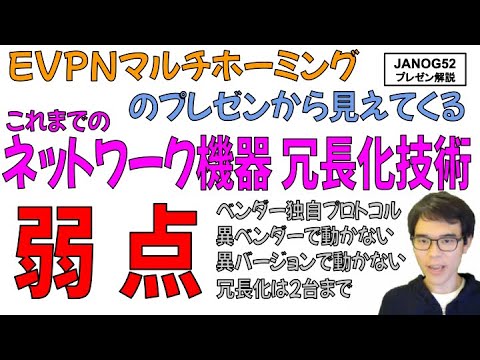 EVPNマルチホーミング
JANOG52
プレゼン解説
のプレゼンから見えてくる
これまでの
ネットワーク機器 冗長化技術
弱点
ベンダー独自プロトコル
異ベンダーで動かない
異バージョンで動かない
冗長化は2台まで